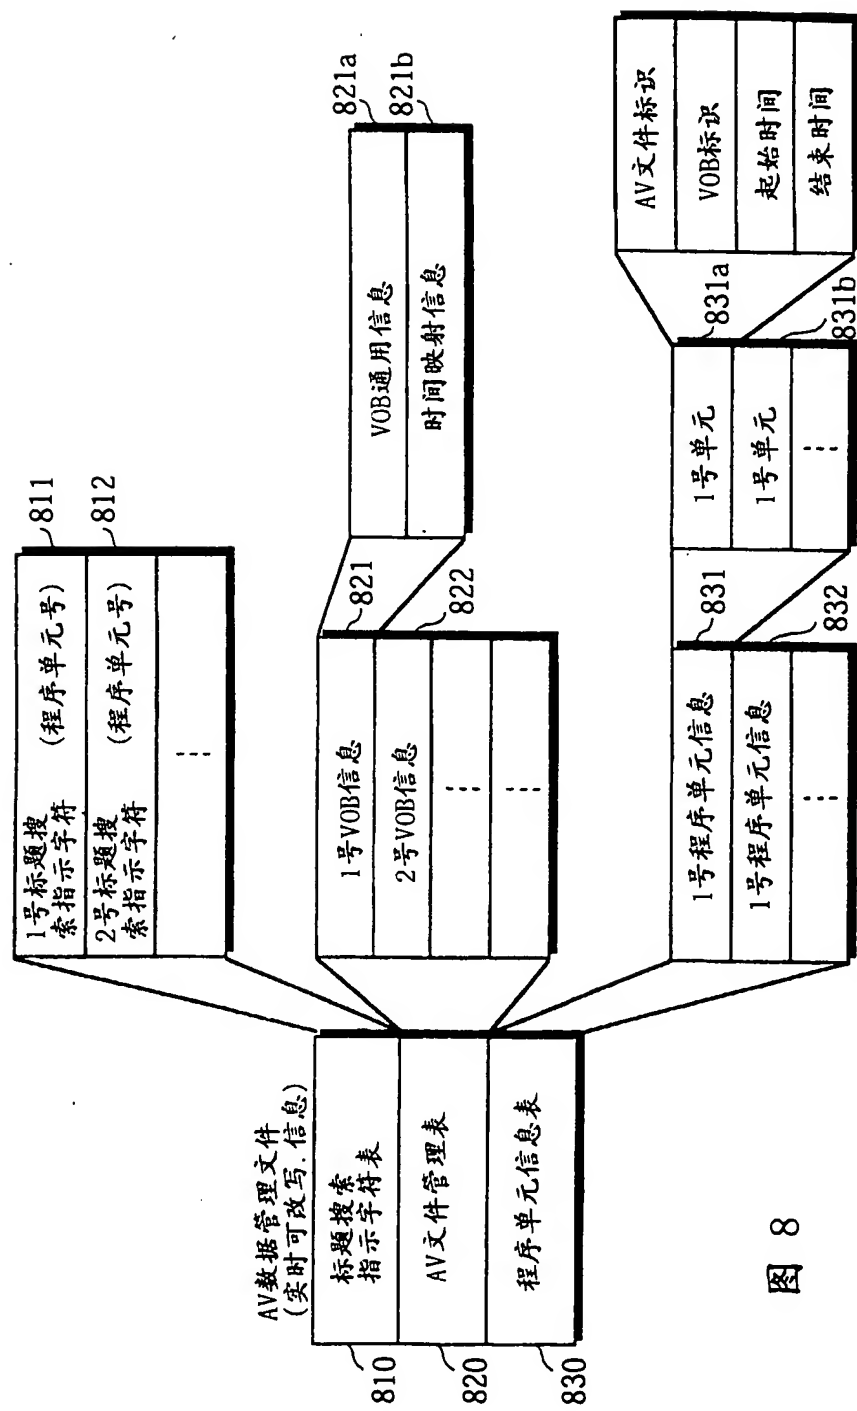 AV数据管理文件
(实时可改写.信息)
标题搜索
指示字符表
AV文件管理表
程序单元信息表
810
820
830
1号标题搜
索指示字符
(程序单元号)
2号标题搜
索指示字符
(程序单元号)
811
812
1号VOB信息
2号VOB信息
821
822
VOB通用信息
时间映射信息
821a
821b
1号程序单元信息
1号程序单元信息
831
832
1号单元
1号单元
831a
831b
AV文件标识
VOB标识
起始时间
结束时间
图 8